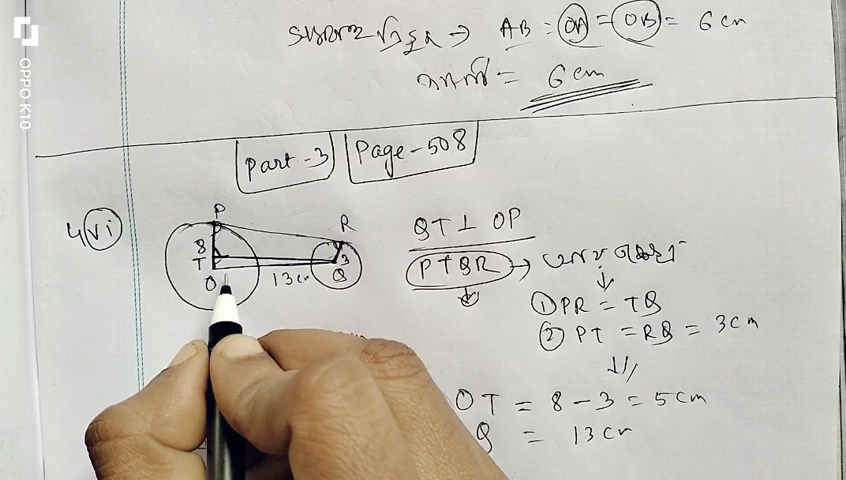 OPPO K10
→ AB = OA = OB = 6 cm
= 6 cm
Part-3 Page-508
4 vi
P
R
8
T
3
O
13 cm
Q
QT ⊥ OP
PTQR →
① PR = TQ
② PT = RQ = 3 cm
OT = 8 - 3 = 5 cm
Q = 13 cm